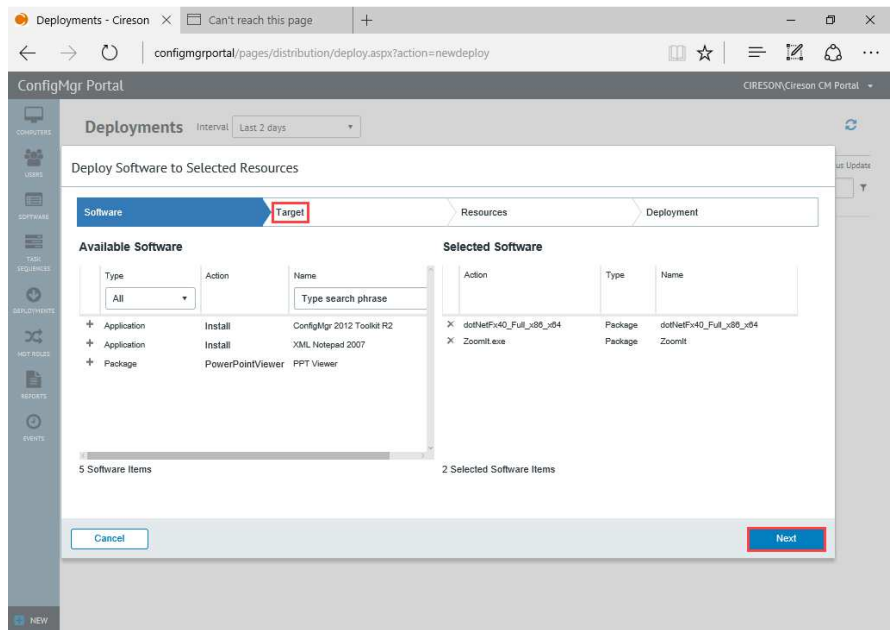 Deployments - Cireson
Can't reach this page
configmgrportal/pages/distribution/deploy.aspx?action=newdeploy
ConfigMgr Portal
CIRESON\Cireson CM Portal
COMPUTERS
USERS
SOFTWARE
TASK SEQUENCES
DEPLOYMENTS
HOT ROLES
REPORTS
EVENTS
NEW
Deployments Interval Last 2 days
us Update
Deploy Software to Selected Resources
Software Target Resources Deployment
Available Software
Type Action Name
All Type search phrase
Application Install ConfigMgr 2012 Toolkit R2
Application Install XML Notepad 2007
Package PowerPointViewer PPT Viewer
5 Software Items
Selected Software
Action Type Name
dotNetFx40_Full_x86_x64 Package dotNetFx40_Full_x86_x64
ZoomIt.exe Package ZoomIt
2 Selected Software Items
Cancel
Next